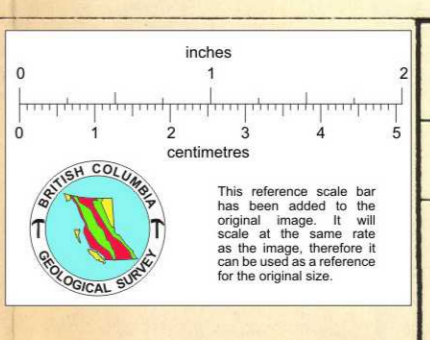 inches
0 1 2
0 1 2 3 4 5
centimetres
BRITISH COLUMBIA
GEOLOGICAL SURVEY
This reference scale bar
has been added to the
original image. It will
scale at the same rate
as the image, therefore it
can be used as a reference
for the original size.